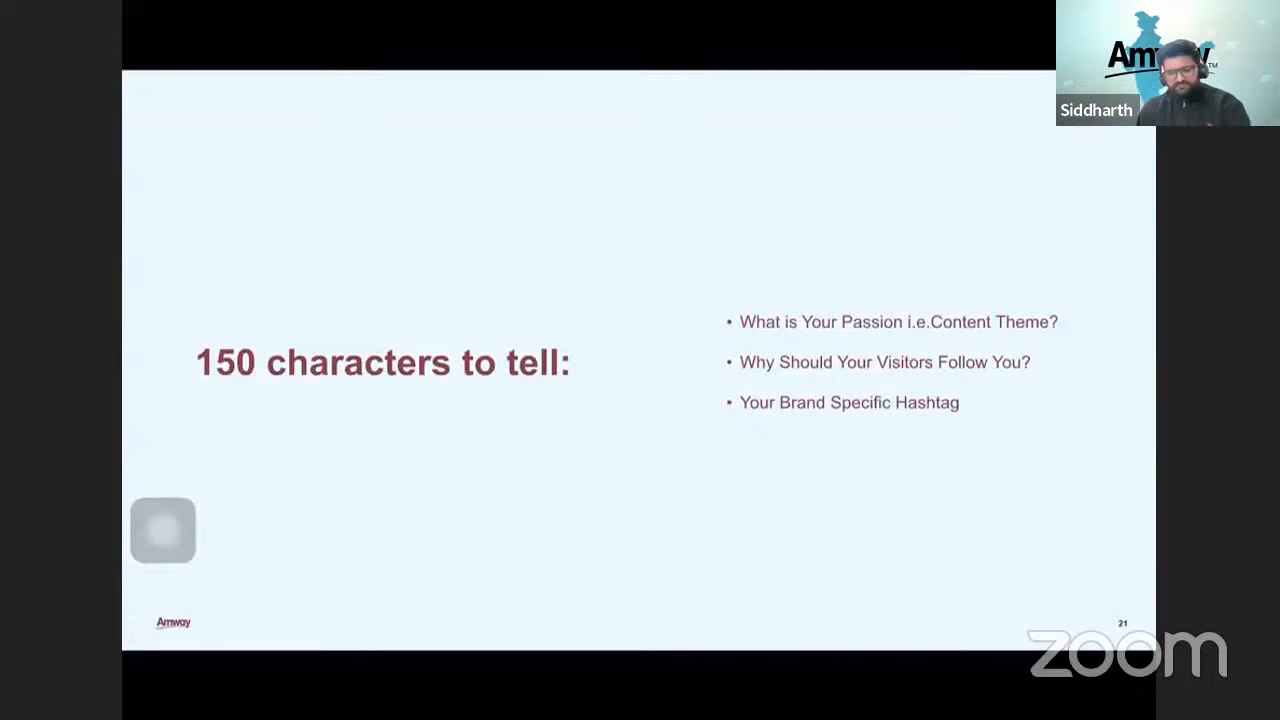 Amway
TM
Siddharth
150 characters to tell:
• What is Your Passion i.e.Content Theme?
• Why Should Your Visitors Follow You?
• Your Brand Specific Hashtag
Amway
21
zoom